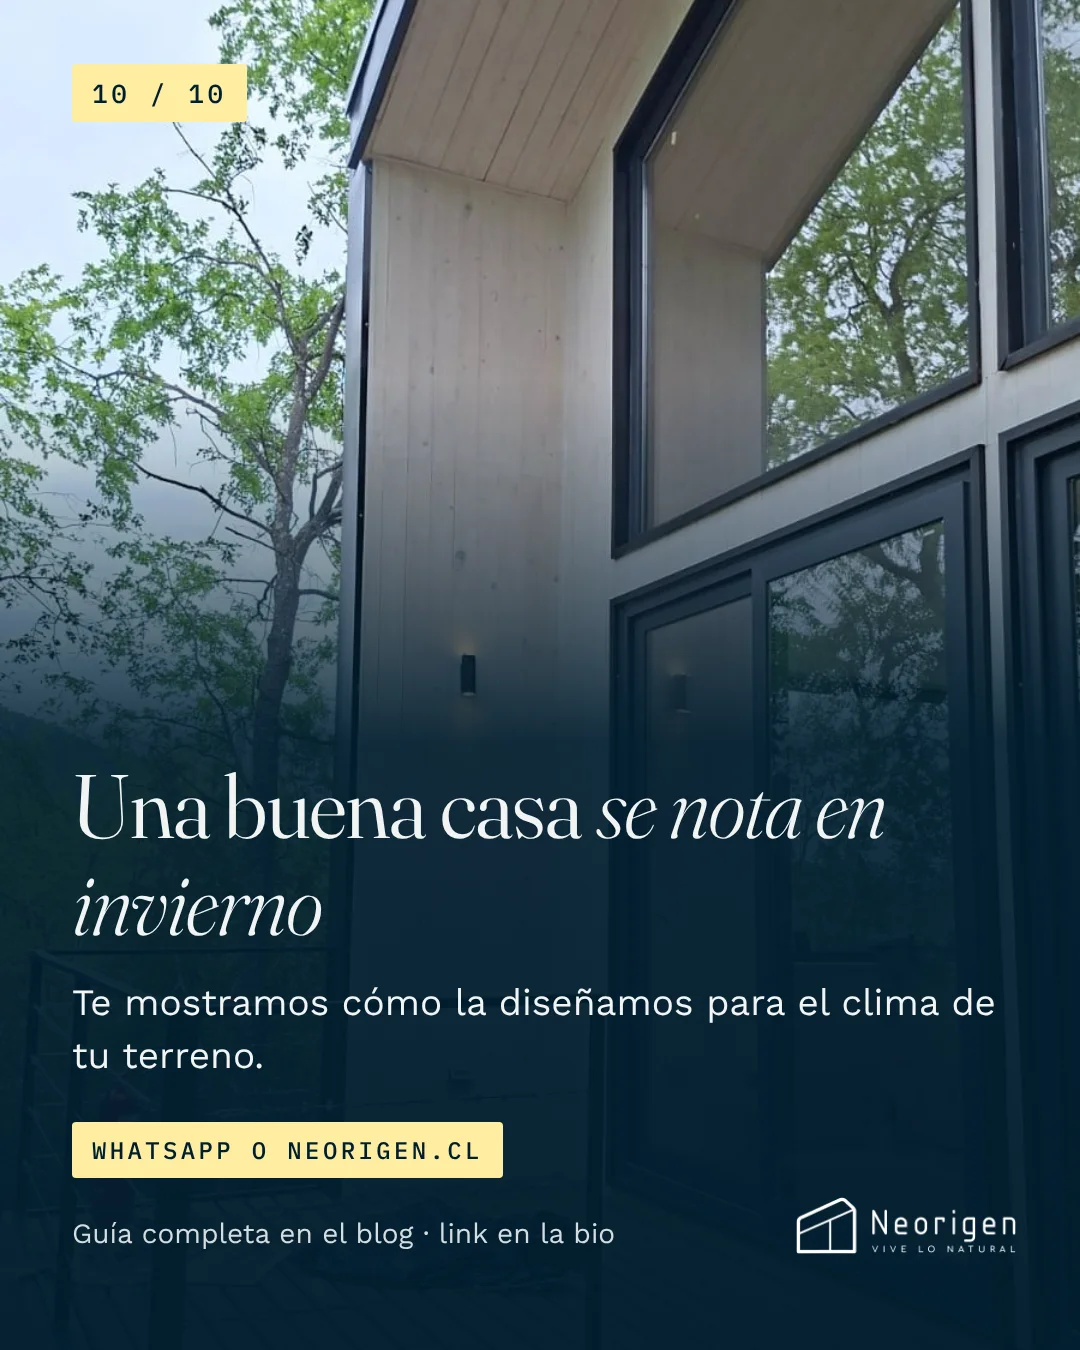 10 / 10
Una buena casa se nota en
invierno
Te mostramos cómo la diseñamos para el clima de
tu terreno.
WHATSAPP O NEORIGEN.CL
Guía completa en el blog · link en la bio
Neorigen
VIVE LO NATURAL